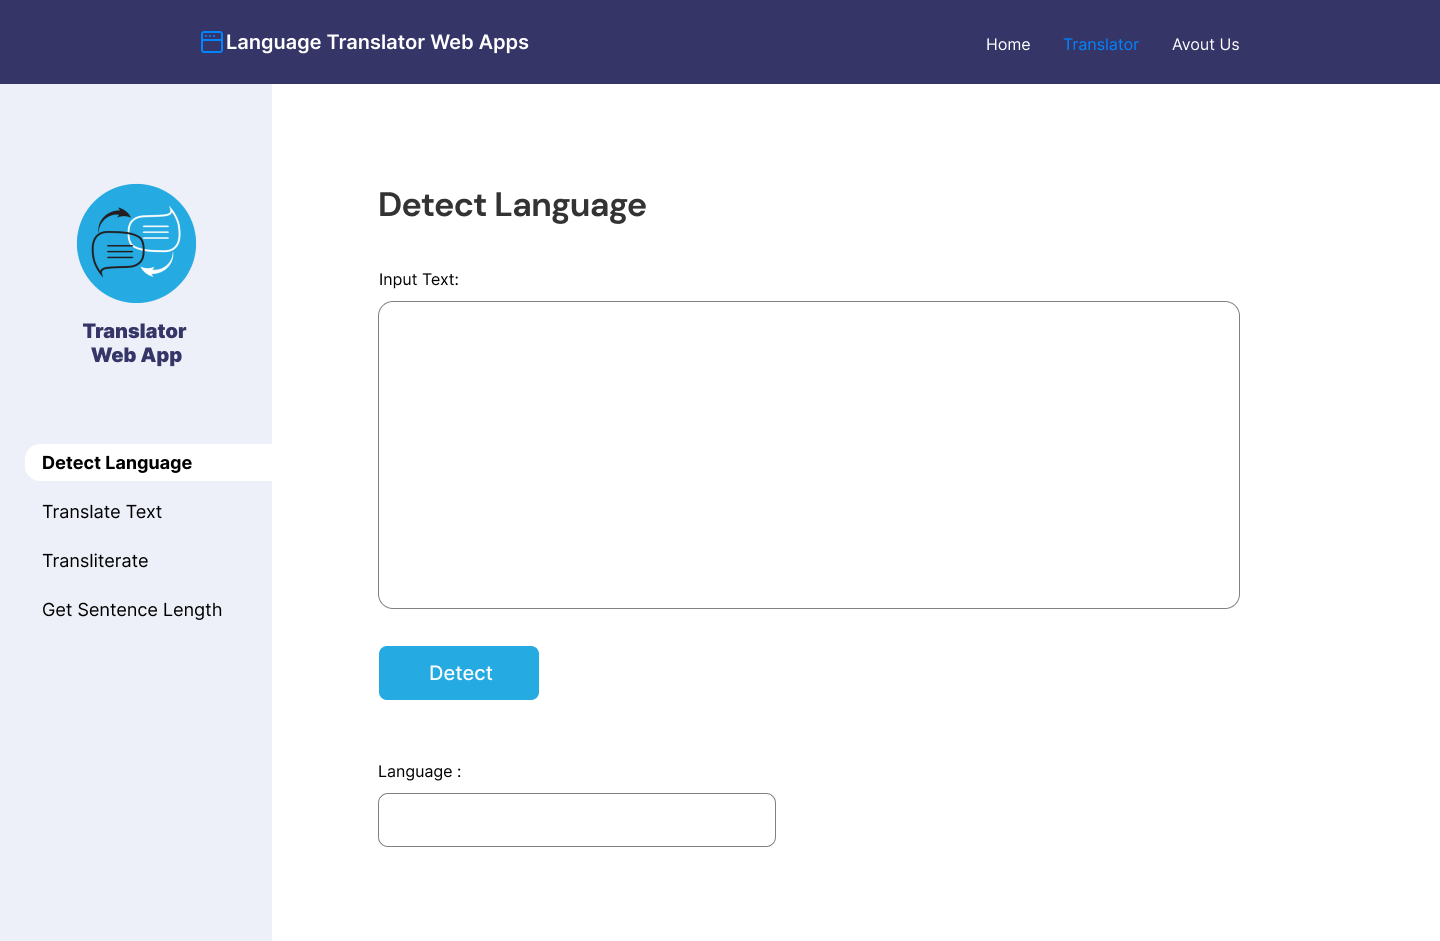 Language Translator Web Apps
Home Translator Avout Us
Translator
Web App
Detect Language
Translate Text
Transliterate
Get Sentence Length
Detect Language
Input Text:
Detect
Language :